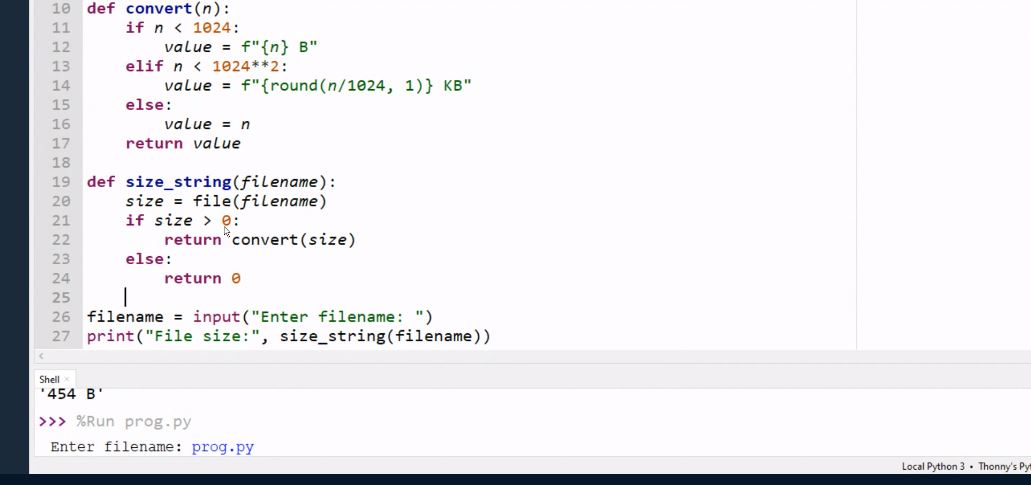 10 def convert(n):
11     if n < 1024:
12         value = f"{n} B"
13     elif n < 1024**2:
14         value = f"{round(n/1024, 1)} KB"
15     else:
16         value = n
17     return value
18
19 def size_string(filename):
20     size = file(filename)
21     if size > 0:
22         return convert(size)
23     else:
24         return 0
25
26 filename = input("Enter filename: ")
27 print("File size:", size_string(filename))
Shell ×
'454 B'
>>> %Run prog.py
Enter filename: prog.py
Local Python 3 • Thonny's